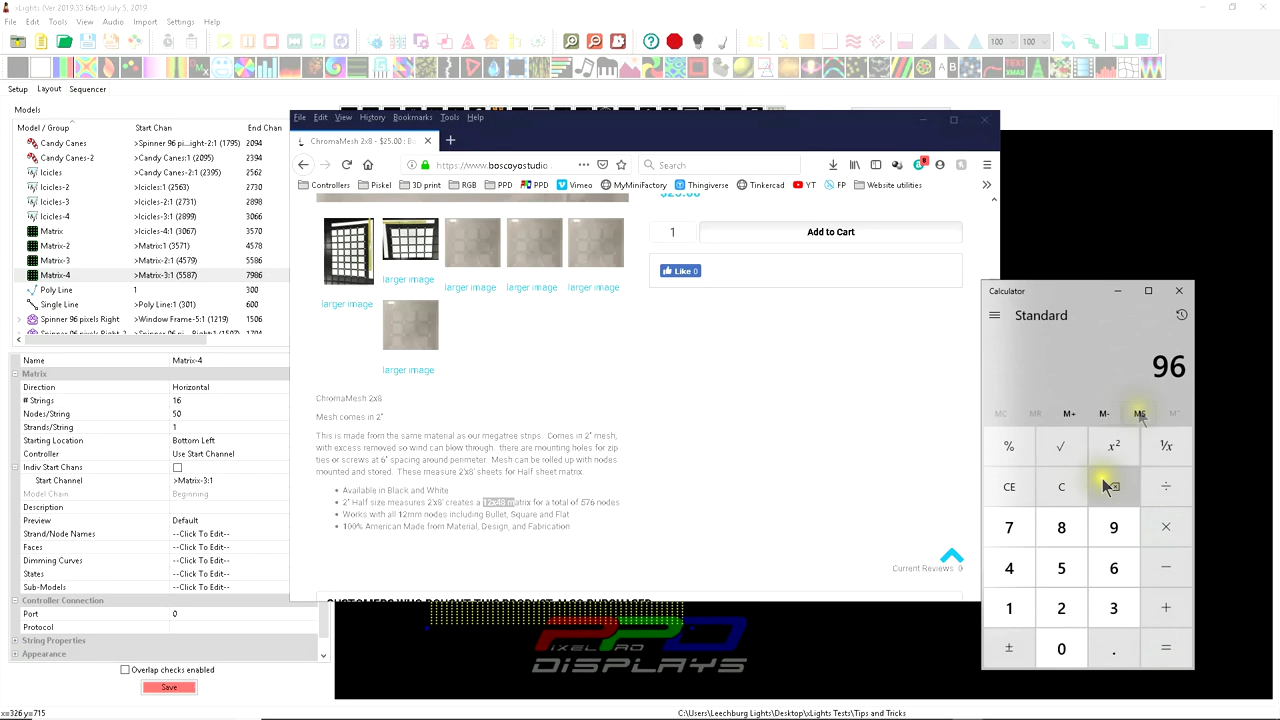 xLights (Ver 2019.33 64bit) July 5, 2019
File Edit Tools View Audio Import Settings Help
100 100
Setup Layout Sequencer
Models
Model / Group Start Chan End Chan
Spinner 96 pi... ...-2:1 (1795) 2094
Candy Canes >Candy Canes:1 (2095) 2394
Candy Canes-2
Icicles >Candy Canes-2:1 (2395) 2562
Icicles-2 2730
Icicles-3 >Icicles-2:1 (2731) 2898
Icicles-4 >Icicles-3:1 (2899) 3066
Matrix >Icicles-4:1 (3067) 3570
Matrix-2 >Matrix:1 (3571) 4578
Matrix-3 >Matrix-2:1 (4579) 5586
Matrix-4 >Matrix-3:1 (5587) 7986
Poly Line 1 300
Single Line >Poly Line:1 (301) 600
Spinner 96 pixels Right >Window Frame-5:1 (1219) 1506
Name Matrix-4
Matrix
Direction Horizontal
# Strings 16
Nodes/String 50
Strands/String 1
Starting Location Bottom Left
Controller Use Start Channel
Indiv Start Chans
Start Channel >Matrix-3:1
Model Chain Beginning
Description
Preview Default
Strand/Node Names --Click To Edit--
Faces --Click To Edit--
Dimming Curves --Click To Edit--
States --Click To Edit--
Sub-Models --Click To Edit--
Controller Connection
Port 0
Protocol
String Properties
Appearance
Overlap checks enabled
Save
x=326 y=715
C:\Users\Leechburg Lights\Desktop\xLights Tests\Tips and Tricks
File Edit View History Bookmarks Tools Help
ChromaMesh 2x8 - $25.00 : Bo
https://www.boscoyostudio
Search
8
Controllers Piskel 3D print RGB PPD PPD Vimeo MyMiniFactory Thingiverse Tinkercad YT FP Website utilities
$25.00
1 Add to Cart
Like 0
larger image
larger image
larger image
larger image
larger image
larger image
ChromaMesh 2x8
Mesh comes in 2"
This is made from the same material as our megatree strips. Comes in 2" mesh,
with excess removed so wind can blow through. there are mounting holes for zip
ties or screws at 6" spacing around perimeter. Mesh can be rolled up with nodes
mounted and stored. These measure 2'x8' sheets for Half sheet matrix.
Available in Black and White
2" Half size measures 2'x8' creates a 12x48 matrix for a total of 576 nodes
Works with all 12mm nodes including Bullet, Square and Flat
100% American Made from Material, Design, and Fabrication
Current Reviews: 0
CUSTOMERS WHO BOUGHT THIS PRODUCT ALSO PURCHASED
PIXEL PRO
DISPLAYS
Calculator
Standard
96
MC MR M+ M- MS M˅
% √ x² ¹/x
CE C ÷
7 8 9 ×
4 5 6 −
1 2 3 +
± 0 . =